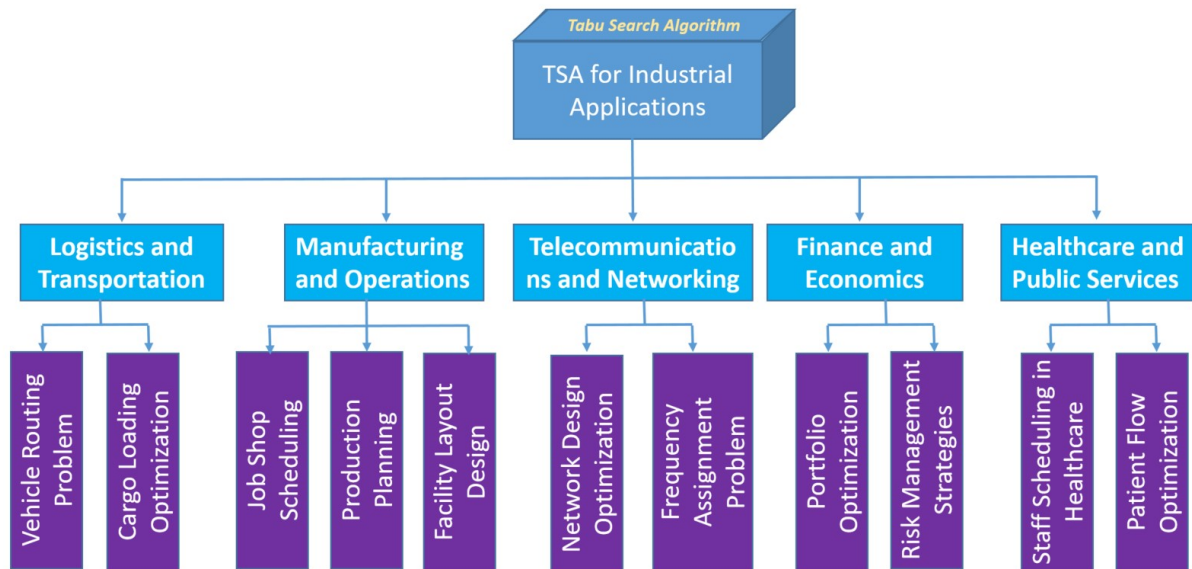 Tabu Search Algorithm
TSA for Industrial
Applications
Logistics and
Transportation
Manufacturing
and Operations
Telecommunicatio
ns and Networking
Finance and
Economics
Healthcare and
Public Services
Vehicle Routing
Problem
Cargo Loading
Optimization
Job Shop
Scheduling
Production
Planning
Facility Layout
Design
Network Design
Optimization
Frequency
Assignment
Problem
Portfolio
Optimization
Risk Management
Strategies
Staff Scheduling in
Healthcare
Patient Flow
Optimization